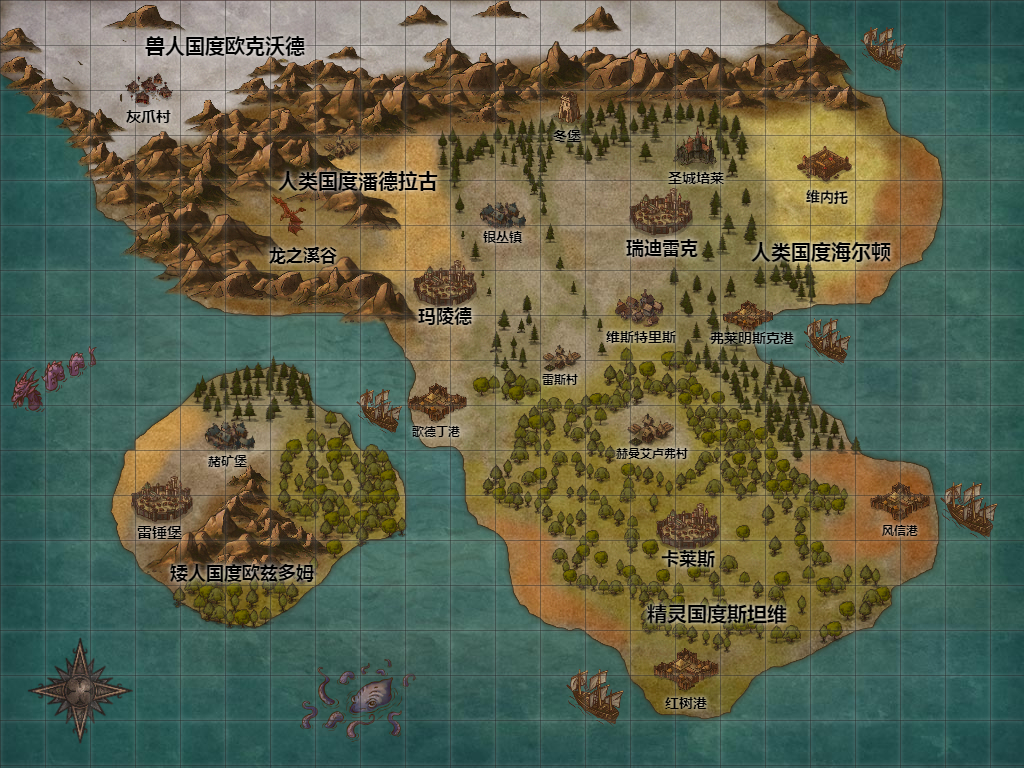 兽人国度欧克沃德
灰爪村
冬堡
人类国度潘德拉古
圣城培莱
维内托
银丛镇
瑞迪雷克
人类国度海尔顿
龙之溪谷
玛陵德
维斯特里斯
弗莱明斯克港
雷斯村
歌德丁港
赫曼艾卢弗村
赭矿堡
雷锤堡
风信港
卡莱斯
矮人国度欧兹多姆
精灵国度斯坦维
红树港